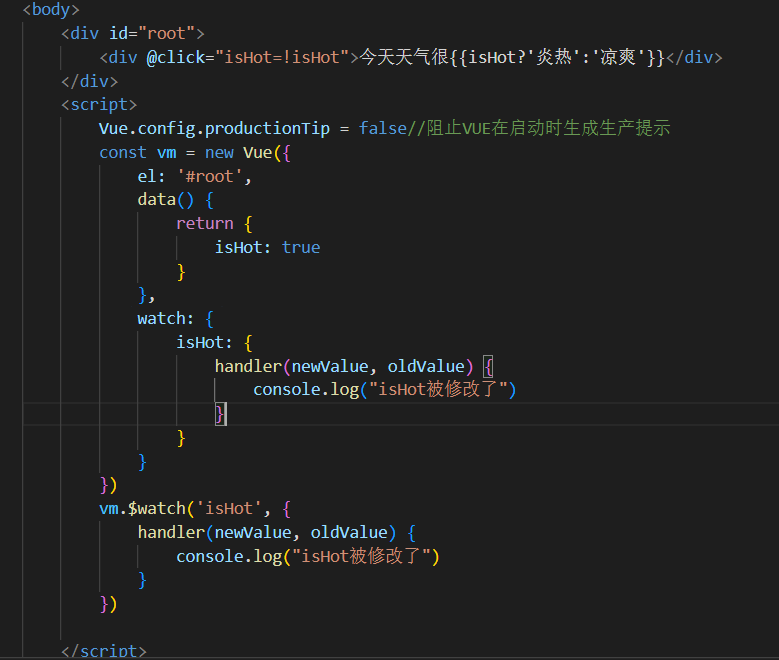 <body>
<div id="root">
<div @click="isHot=!isHot">今天天气很{{isHot?'炎热':'凉爽'}}</div>
</div>
<script>
Vue.config.productionTip = false//阻止VUE在启动时生成生产提示
const vm = new Vue({
el: '#root',
data() {
return {
isHot: true
}
},
watch: {
isHot: {
handler(newValue, oldValue) {
console.log("isHot被修改了")
}
}
}
})
vm.$watch('isHot', {
handler(newValue, oldValue) {
console.log("isHot被修改了")
}
})
</script>